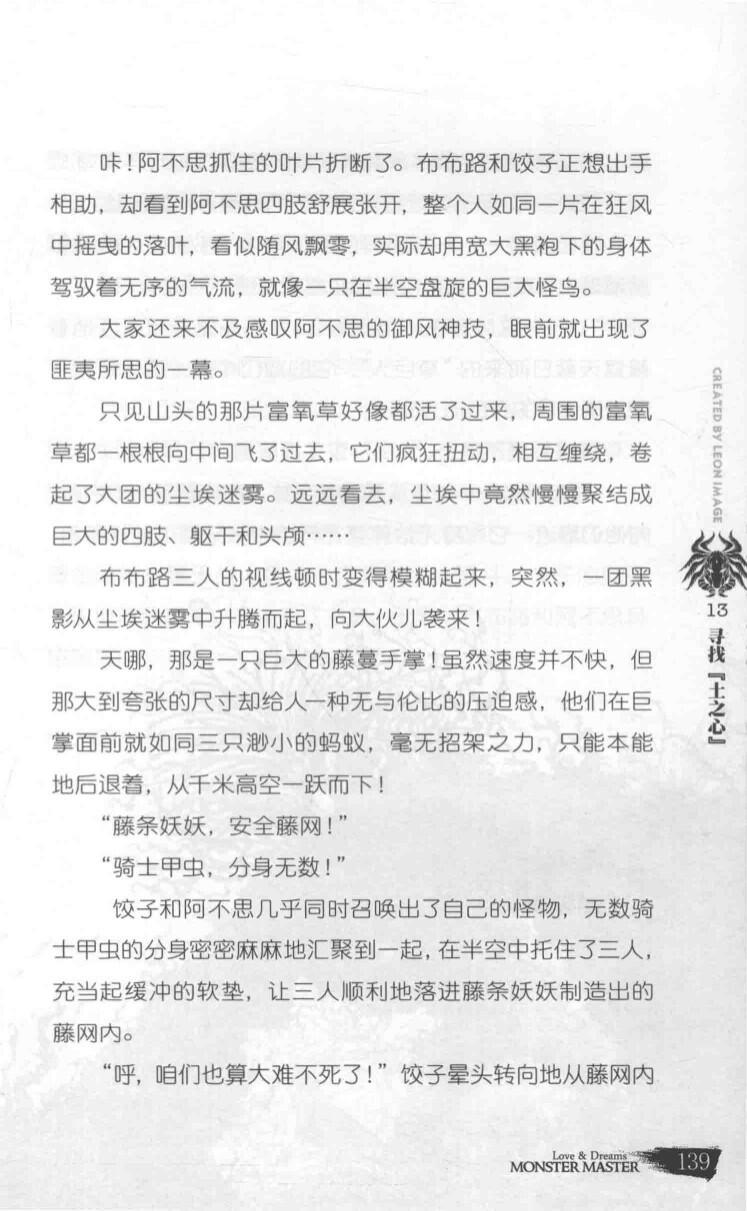 咔！阿不思抓住的叶片折断了。布布路和饺子正想出手
相助，却看到阿不思四肢舒展张开，整个人如同一片在狂风
中摇曳的落叶，看似随风飘零，实际却用宽大黑袍下的身体
驾驭着无序的气流，就像一只在半空盘旋的巨大怪鸟。
大家还来不及感叹阿不思的御风神技，眼前就出现了
匪夷所思的一幕。
只见山头的那片富氧草好像都活了过来，周围的富氧
草都一根根向中间飞了过去，它们疯狂扭动，相互缠绕，卷
起了大团的尘埃迷雾。远远看去，尘埃中竟然慢慢聚结成
巨大的四肢、躯干和头颅……
布布路三人的视线顿时变得模糊起来，突然，一团黑
影从尘埃迷雾中升腾而起，向大伙儿袭来！
天哪，那是一只巨大的藤蔓手掌！虽然速度并不快，但
那大到夸张的尺寸却给人一种无与伦比的压迫感，他们在巨
掌面前就如同三只渺小的蚂蚁，毫无招架之力，只能本能
地后退着，从千米高空一跃而下！
“藤条妖妖，安全藤网！”
“骑士甲虫，分身无数！”
饺子和阿不思几乎同时召唤出了自己的怪物，无数骑
士甲虫的分身密密麻麻地汇聚到一起，在半空中托住了三人，
充当起缓冲的软垫，让三人顺利地落进藤条妖妖制造出的
藤网内。
“呼，咱们也算大难不死了！”饺子晕头转向地从藤网内
CREATED BY LEON IMAGE
13
寻找『土之心』
Love & Dreams
MONSTER MASTER
139